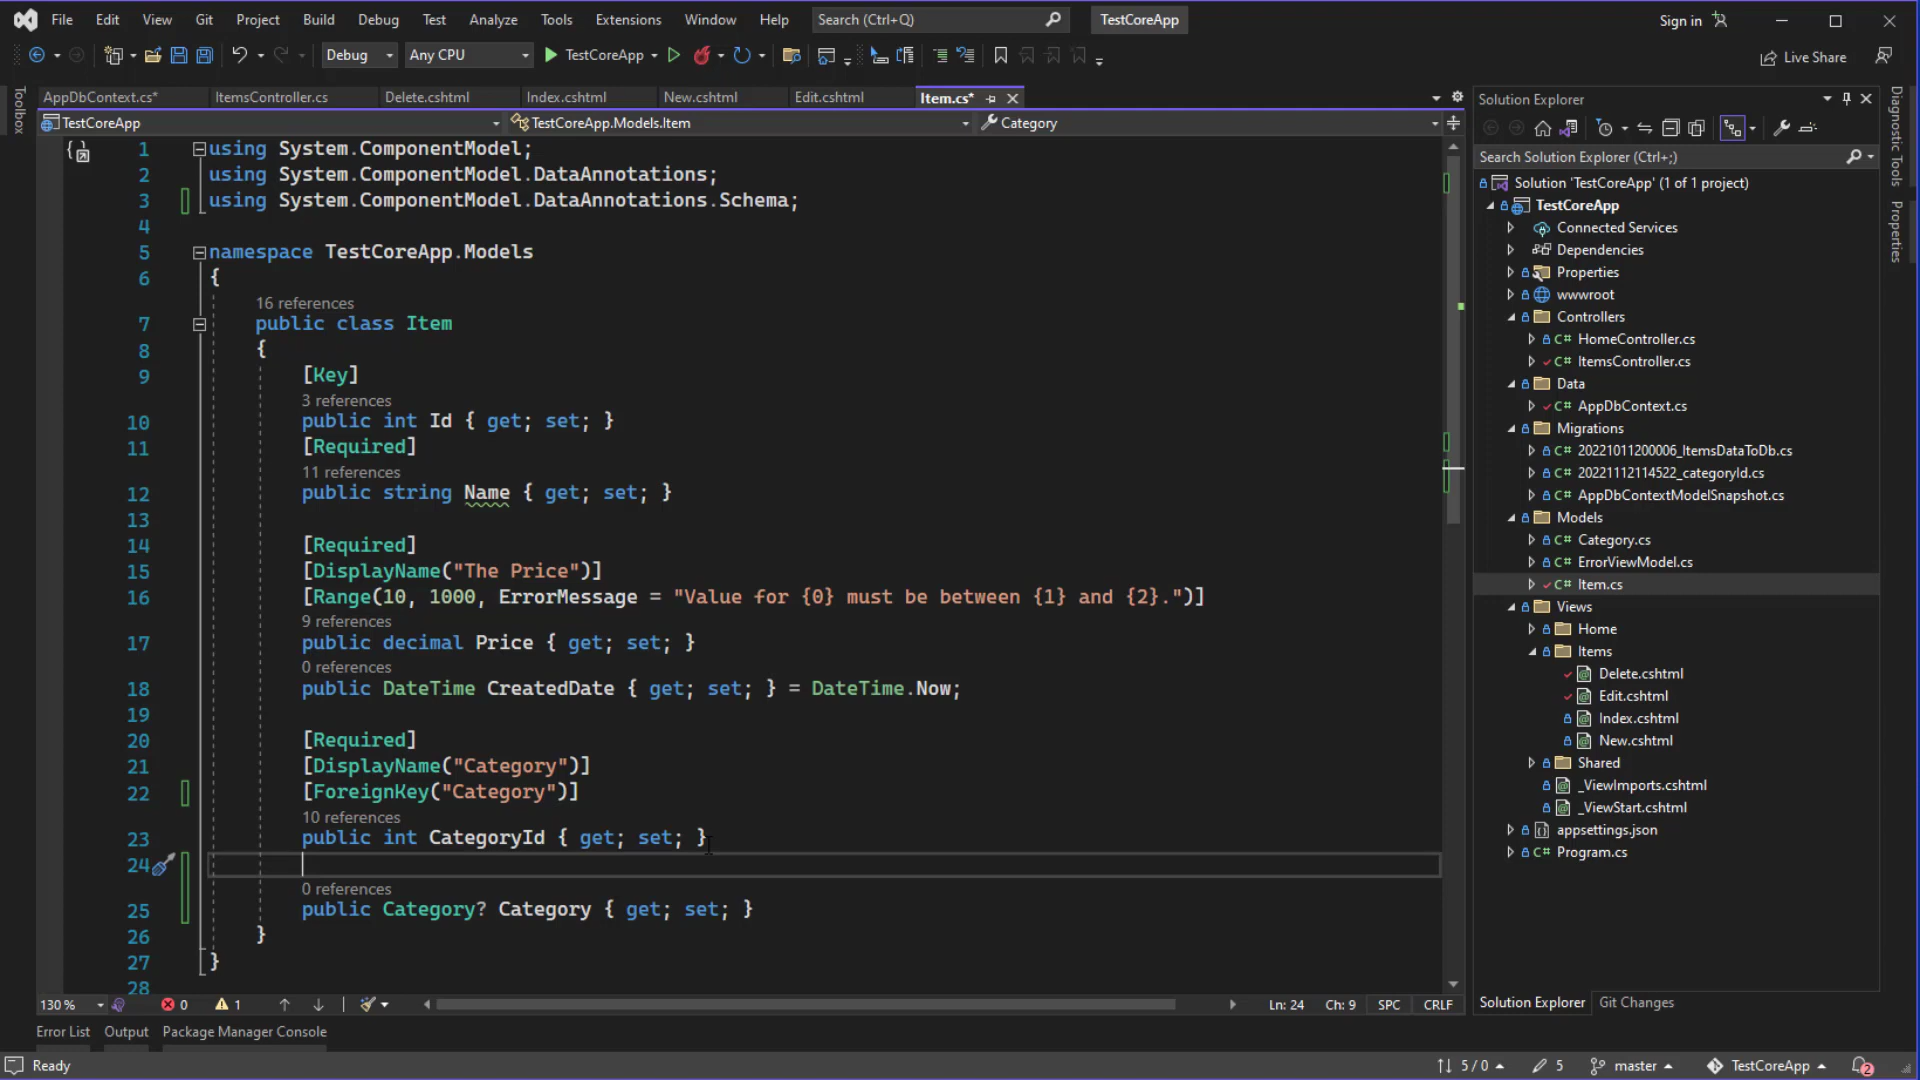 File Edit View Git Project Build Debug Test Analyze Tools Extensions Window Help Search (Ctrl+Q) TestCoreApp Sign in
Debug Any CPU TestCoreApp Live Share
Toolbox
AppDbContext.cs* ItemsController.cs Delete.cshtml Index.cshtml New.cshtml Edit.cshtml Item.cs*
TestCoreApp TestCoreApp.Models.Item Category
1 using System.ComponentModel;
2 using System.ComponentModel.DataAnnotations;
3 using System.ComponentModel.DataAnnotations.Schema;
4
5 namespace TestCoreApp.Models
6 {
16 references
7 public class Item
8 {
9 [Key]
3 references
10 public int Id { get; set; }
11 [Required]
11 references
12 public string Name { get; set; }
13
14 [Required]
15 [DisplayName("The Price")]
16 [Range(10, 1000, ErrorMessage = "Value for {0} must be between {1} and {2}.")]
9 references
17 public decimal Price { get; set; }
0 references
18 public DateTime CreatedDate { get; set; } = DateTime.Now;
19
20 [Required]
21 [DisplayName("Category")]
22 [ForeignKey("Category")]
10 references
23 public int CategoryId { get; set; }
24
0 references
25 public Category? Category { get; set; }
26 }
27 }
28
130 % 0 1 Ln: 24 Ch: 9 SPC CRLF
Error List Output Package Manager Console
Solution Explorer
Search Solution Explorer (Ctrl+;)
Solution 'TestCoreApp' (1 of 1 project)
TestCoreApp
Connected Services
Dependencies
Properties
wwwroot
Controllers
C# HomeController.cs
C# ItemsController.cs
Data
C# AppDbContext.cs
Migrations
C# 20221011200006_ItemsDataToDb.cs
C# 20221112114522_categoryId.cs
C# AppDbContextModelSnapshot.cs
Models
C# Category.cs
C# ErrorViewModel.cs
C# Item.cs
Views
Home
Items
Delete.cshtml
Edit.cshtml
Index.cshtml
New.cshtml
Shared
_ViewImports.cshtml
_ViewStart.cshtml
appsettings.json
C# Program.cs
Solution Explorer Git Changes
Diagnostic Tools
Properties
Ready 5 / 0 5 master TestCoreApp 2